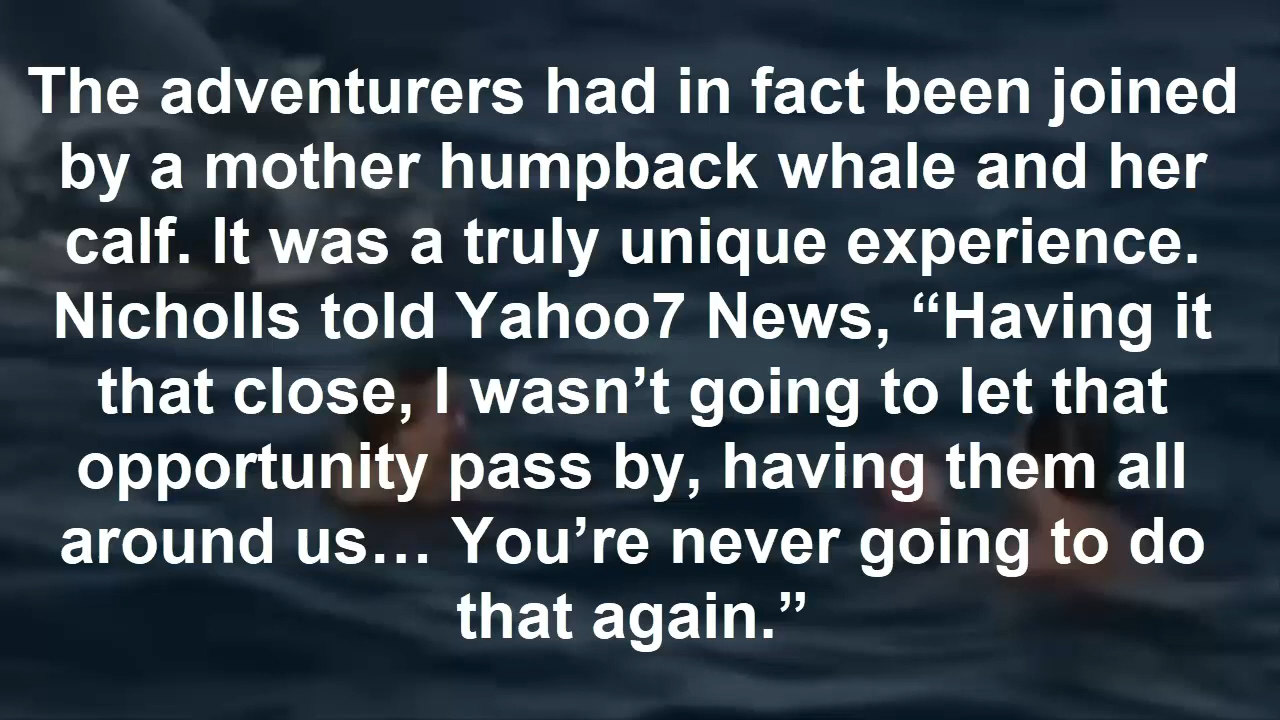 The adventurers had in fact been joined
by a mother humpback whale and her
calf. It was a truly unique experience.
Nicholls told Yahoo7 News, “Having it
that close, I wasn’t going to let that
opportunity pass by, having them all
around us… You’re never going to do
that again.”